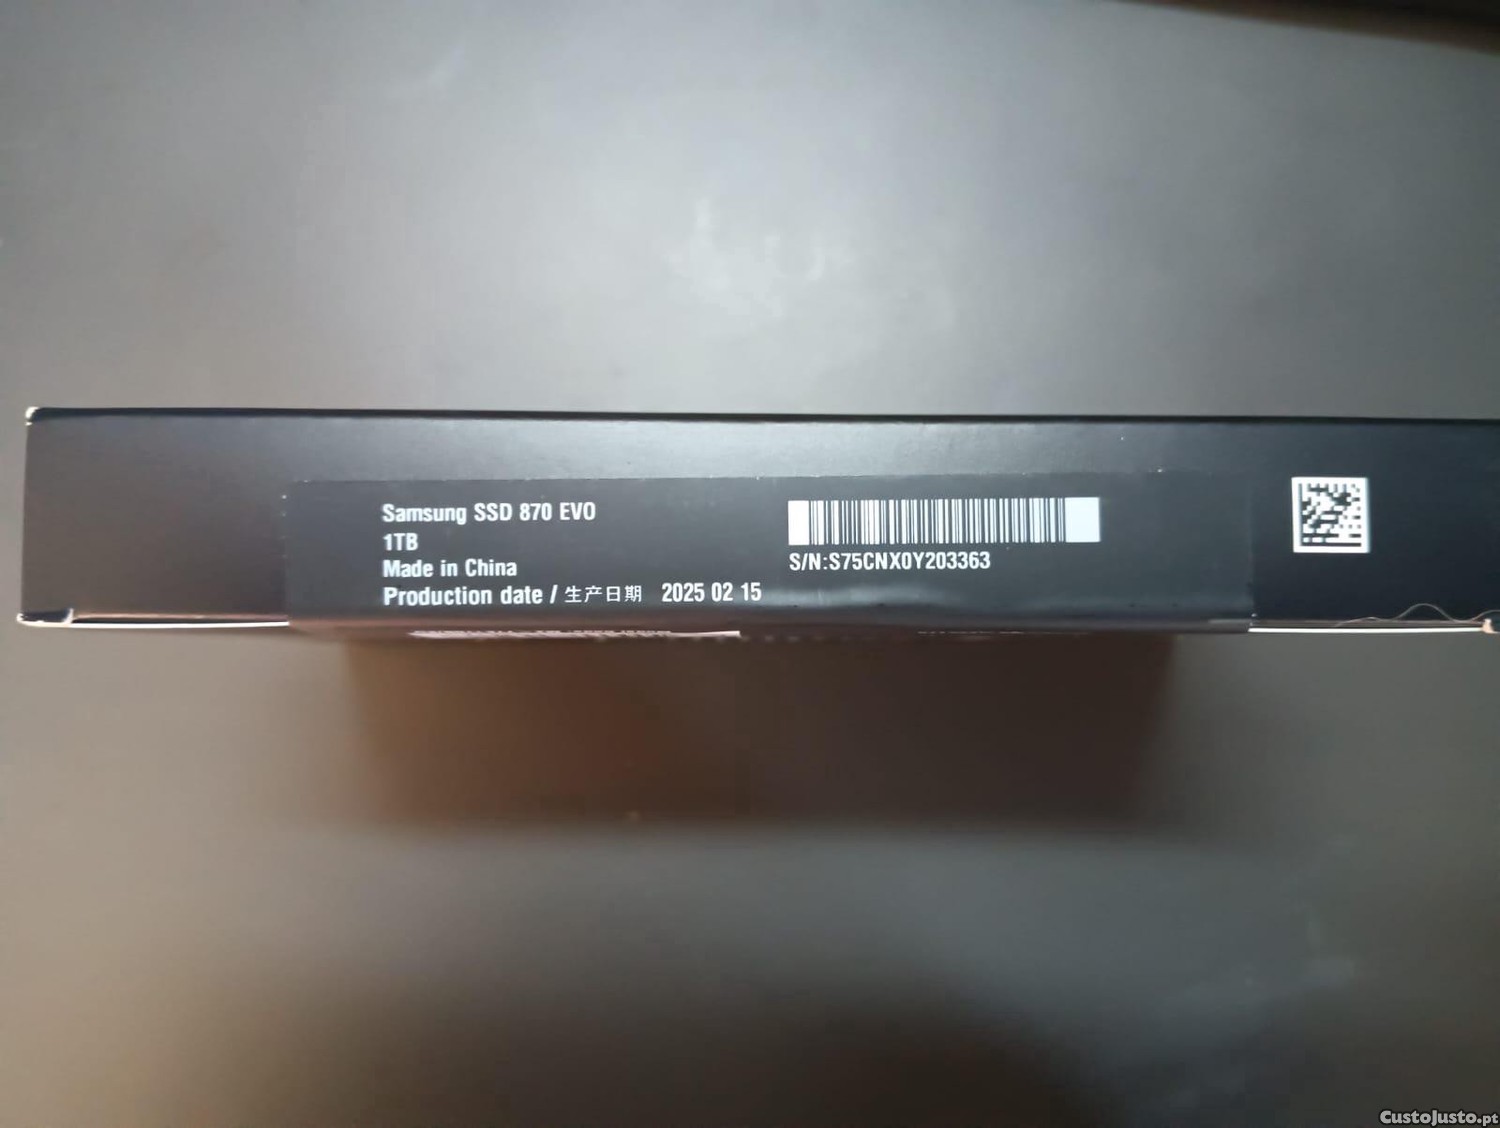 Samsung SSD 870 EVO
1TB
Made in China
Production date / 生产日期 2025 02 15
S/N:S75CNX0Y203363
CustoJusto.pt